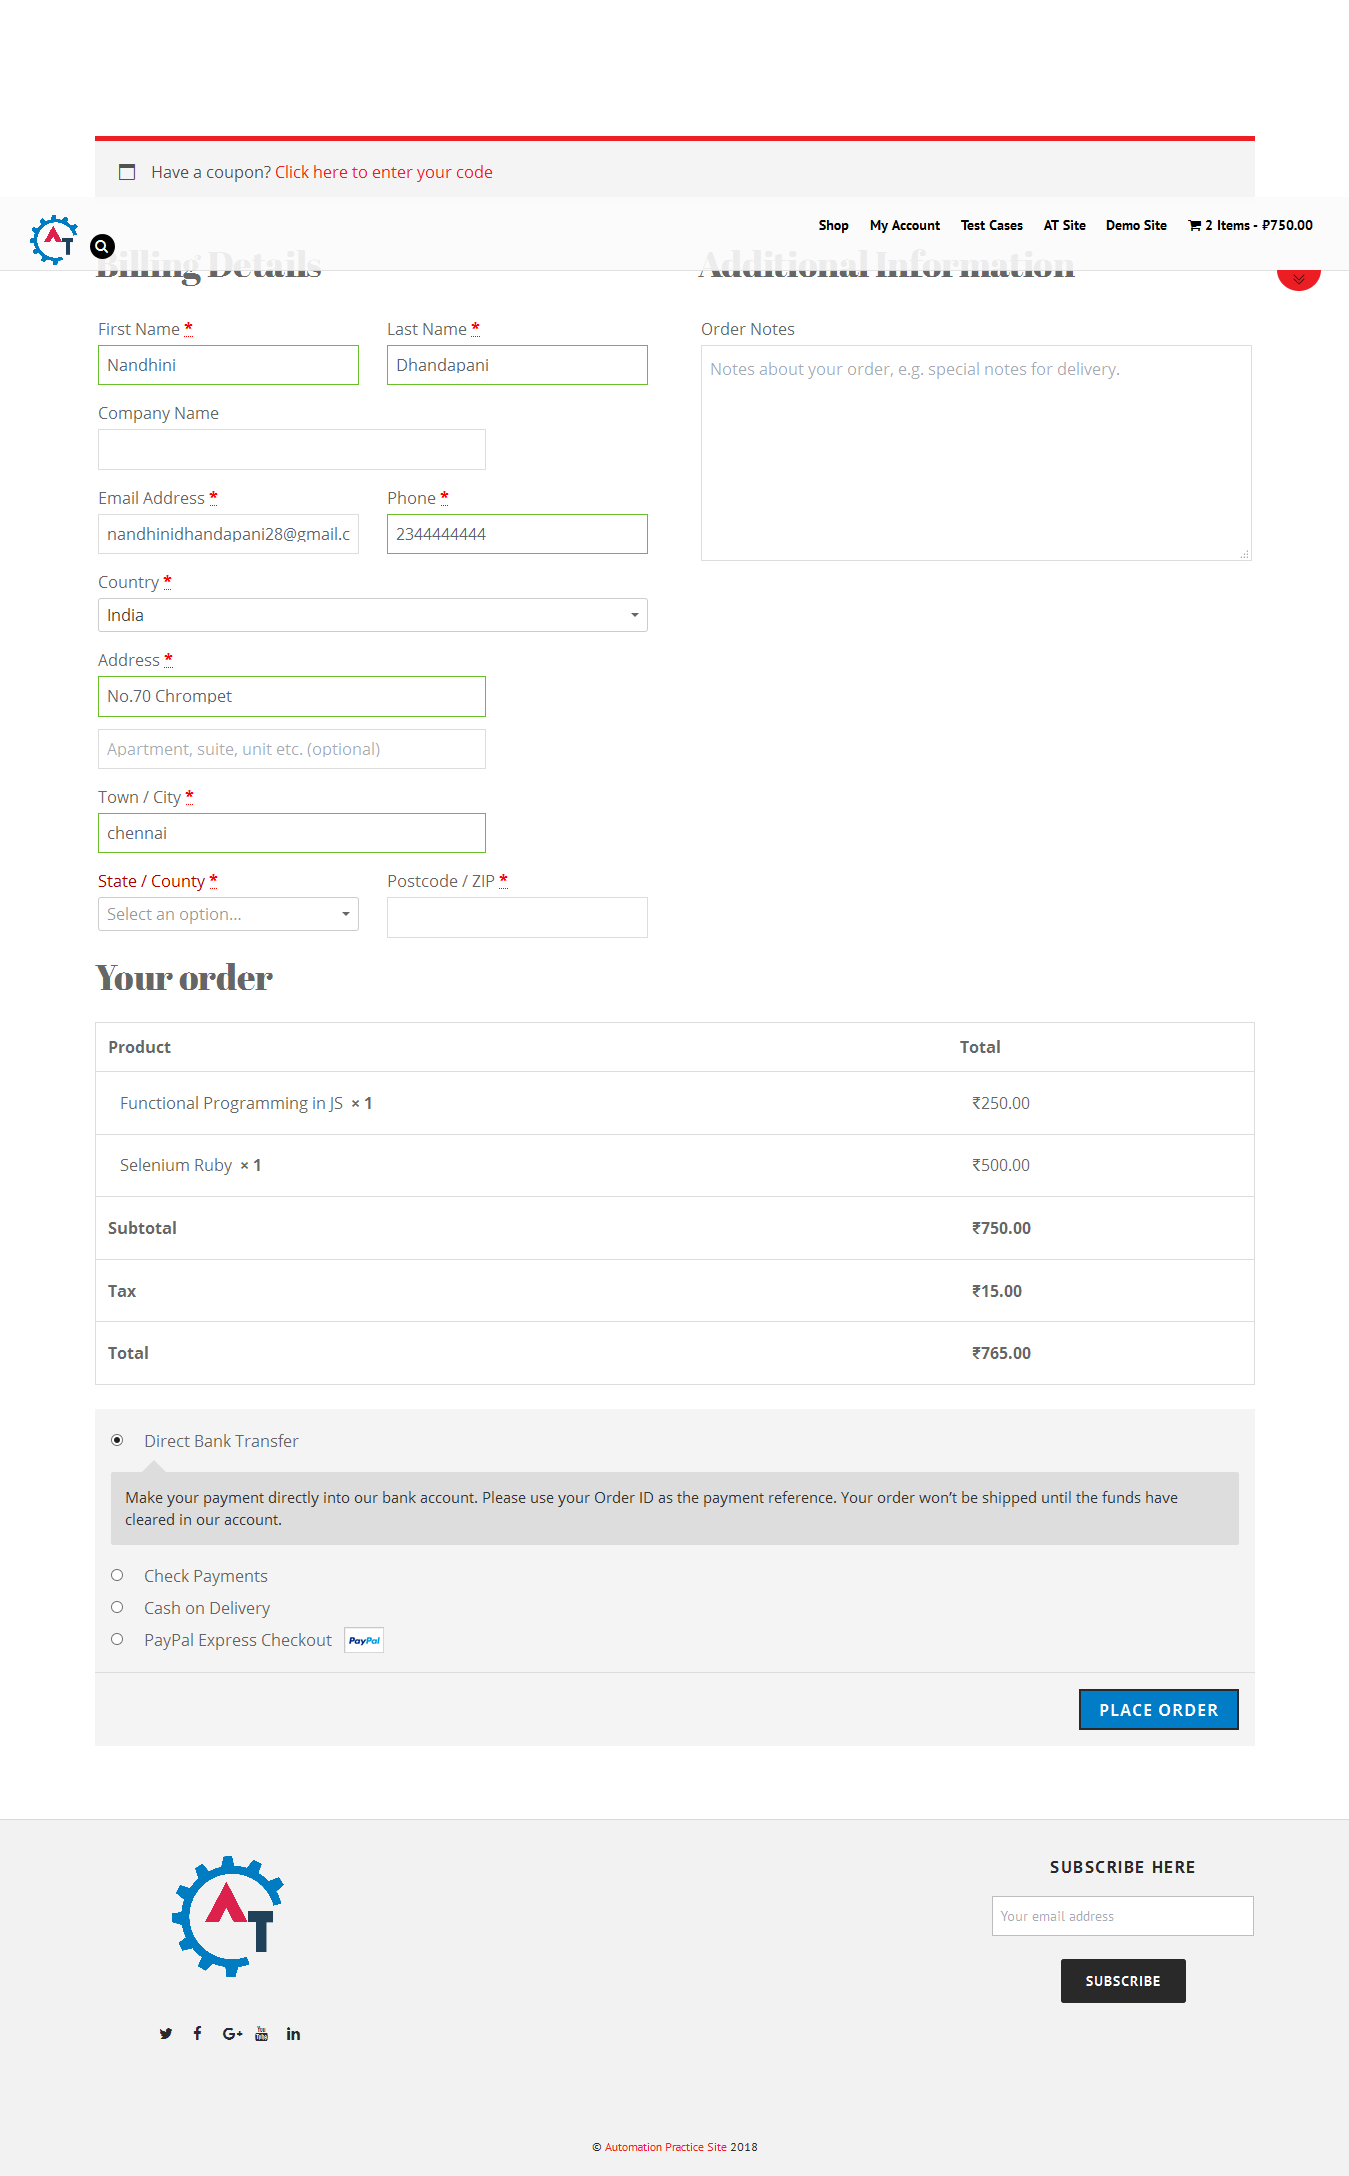 Have a coupon? Click here to enter your code
AT
Shop My Account Test Cases AT Site Demo Site 2 Items - ₽750.00
Billing Details Additional Information
First Name * Last Name * Order Notes
Nandhini Dhandapani Notes about your order, e.g. special notes for delivery.
Company Name
Email Address * Phone *
nandhinidhandapani28@gmail.c 2344444444
Country *
India
Address *
No.70 Chrompet
Apartment, suite, unit etc. (optional)
Town / City *
chennai
State / County * Postcode / ZIP *
Select an option...
Your order
Product Total
Functional Programming in JS × 1 ₹250.00
Selenium Ruby × 1 ₹500.00
Subtotal ₹750.00
Tax ₹15.00
Total ₹765.00
Direct Bank Transfer
Make your payment directly into our bank account. Please use your Order ID as the payment reference. Your order won’t be shipped until the funds have
cleared in our account.
Check Payments
Cash on Delivery
PayPal Express Checkout PayPal
PLACE ORDER
AT
SUBSCRIBE HERE
Your email address
SUBSCRIBE
You Tube
© Automation Practice Site 2018